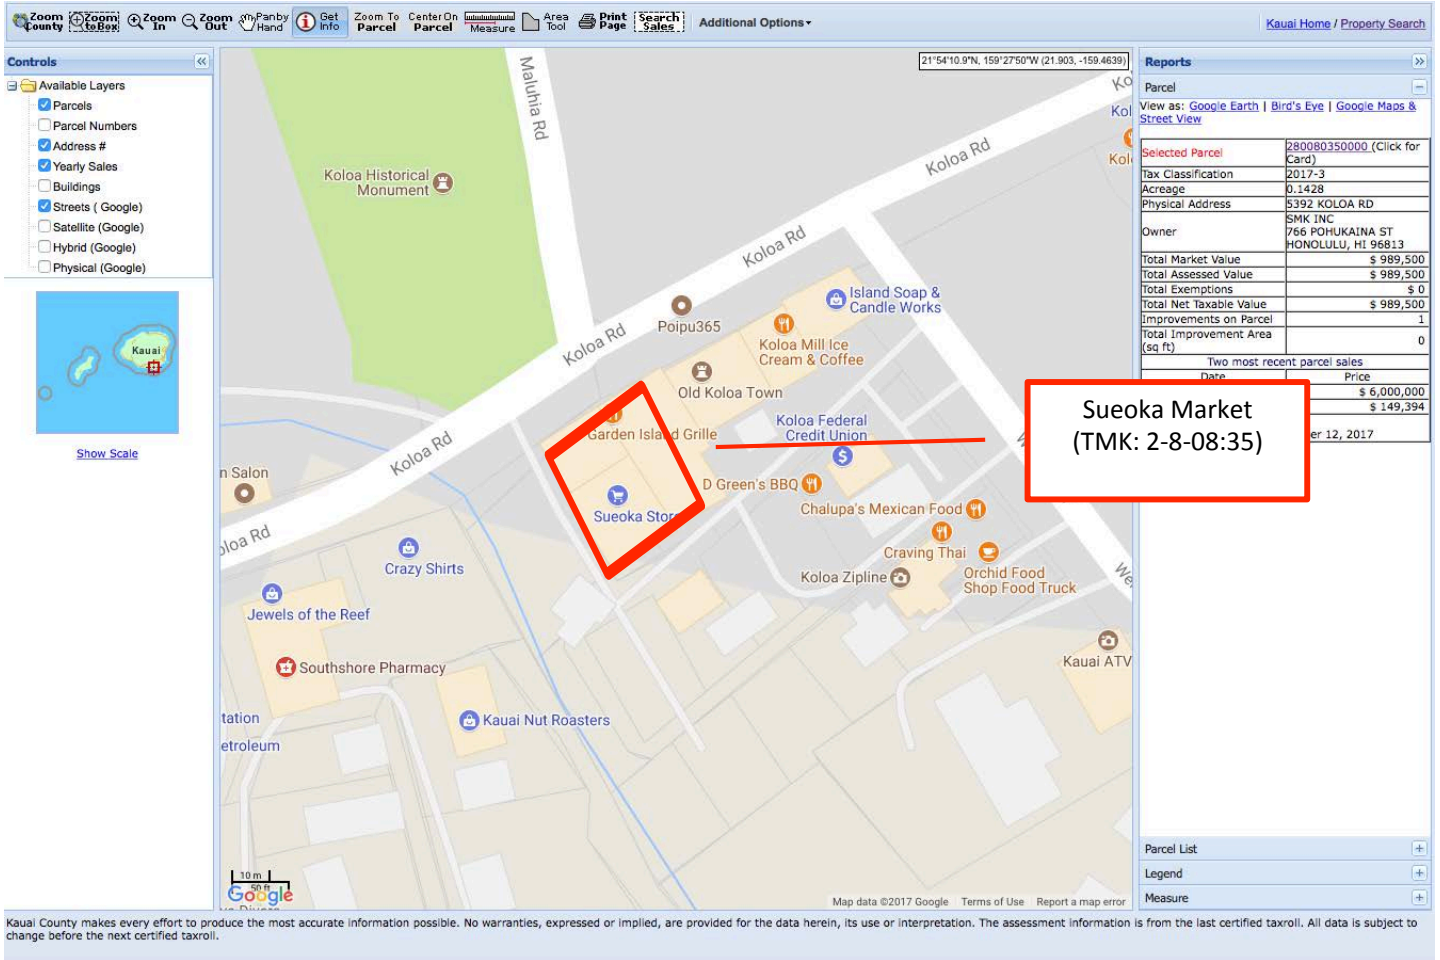 Zoom County
Zoom to Box
Zoom In
Zoom Out
Pan by Hand
Get Info
Zoom To Parcel
Center On Parcel
Measure
Area Tool
Print Page
Search Sales
Additional Options
Kauai Home / Property Search
Controls
Available Layers
Parcels
Parcel Numbers
Address #
Yearly Sales
Buildings
Streets ( Google)
Satellite (Google)
Hybrid (Google)
Physical (Google)
Kauai
Show Scale
21°54'10.9"N, 159°27'50"W (21.903, -159.4639)
Maluhia Rd
Koloa Rd
Koloa Historical
Monument
Koloa Rd
Island Soap &
Candle Works
Poipu365
Koloa Rd
Koloa Mill Ice
Cream & Coffee
Old Koloa Town
Garden Island Grille
Koloa Federal
Credit Union
Koloa Rd
n Salon
D Green's BBQ
Sueoka Stor
Chalupa's Mexican Food
oloa Rd
Crazy Shirts
Craving Thai
Koloa Zipline
Orchid Food
Shop Food Truck
We
Jewels of the Reef
Southshore Pharmacy
Kauai ATV
tation
etroleum
Kauai Nut Roasters
10 m
50 ft
Google
Map data ©2017 Google
Terms of Use
Report a map error
Sueoka Market
(TMK: 2-8-08:35)
Reports
Parcel
View as: Google Earth | Bird's Eye | Google Maps &
Street View
Selected Parcel 280080350000 (Click for
Card)
Tax Classification 2017-3
Acreage 0.1428
Physical Address 5392 KOLOA RD
Owner SMK INC
766 POHUKAINA ST
HONOLULU, HI 96813
Total Market Value $ 989,500
Total Assessed Value $ 989,500
Total Exemptions $ 0
Total Net Taxable Value $ 989,500
Improvements on Parcel 1
Total Improvement Area
(sq ft) 0
Two most recent parcel sales
Date Price
$ 6,000,000
$ 149,394
er 12, 2017
Parcel List
Legend
Measure
Kauai County makes every effort to produce the most accurate information possible. No warranties, expressed or implied, are provided for the data herein, its use or interpretation. The assessment information is from the last certified taxroll. All data is subject to
change before the next certified taxroll.